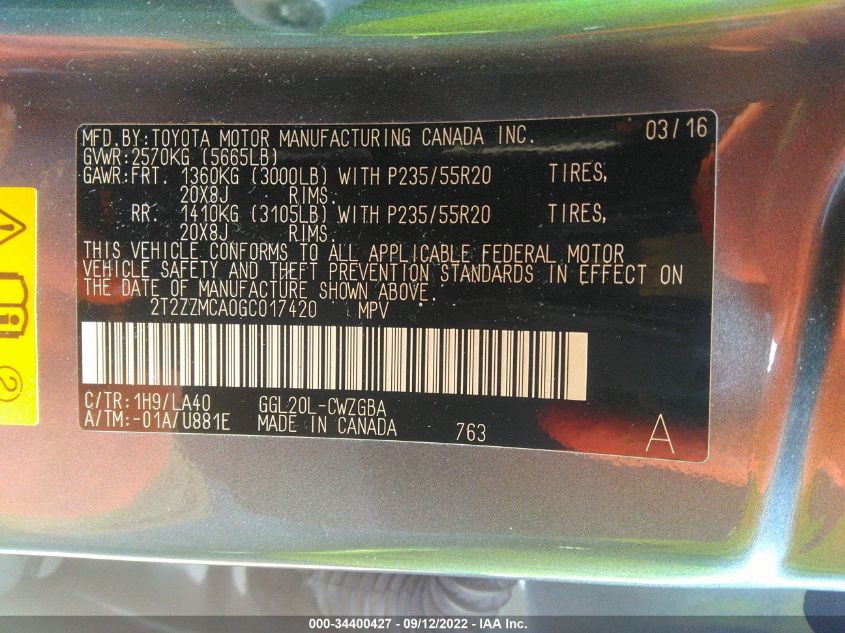 MFD.BY:TOYOTA MOTOR MANUFACTURING CANADA INC. 03/16
GVWR:2570KG (5665LB)
GAWR:FRT. 1360KG (3000LB) WITH P235/55R20 TIRES,
20X8J RIMS.
RR. 1410KG (3105LB) WITH P235/55R20 TIRES,
20X8J RIMS.
THIS VEHICLE CONFORMS TO ALL APPLICABLE FEDERAL MOTOR
VEHICLE SAFETY AND THEFT PREVENTION STANDARDS IN EFFECT ON
THE DATE OF MANUFACTURE SHOWN ABOVE.
2T2ZZMCA0GC017420 MPV
C/TR:1H9/LA40 GGL20L-CWZGBA
A/TM:-01A/U881E MADE IN CANADA 763 A
2
000-34400427 - 09/12/2022 - IAA Inc.